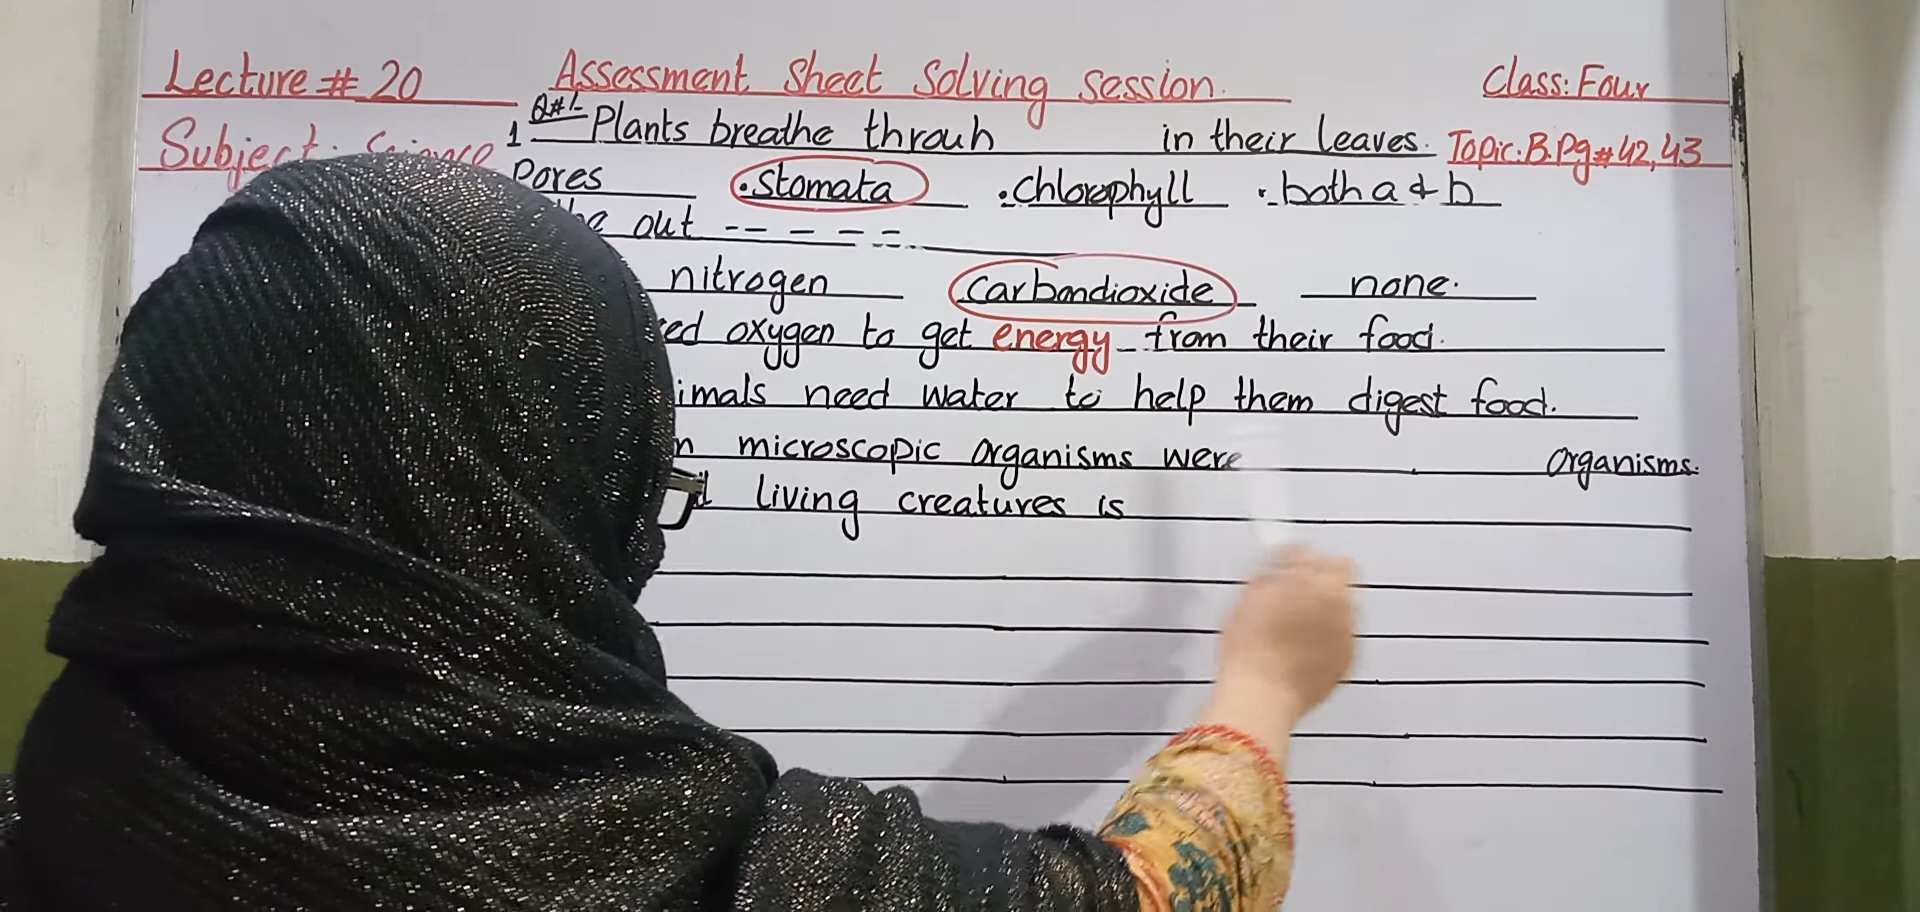 Lecture # 20 Assessment Sheet Solving Session. Class: Four
Subject: Science Topic: B.Pg#42,43
Q#1
1 Plants breathe throuh in their leaves.
Pores .Stomata .Chlorophyll .both a & b
out -- - - -
nitrogen Carbondioxide none.
oxygen to get energy from their food.
need water to help them digest food.
microscopic organisms were organisms.
living creatures is